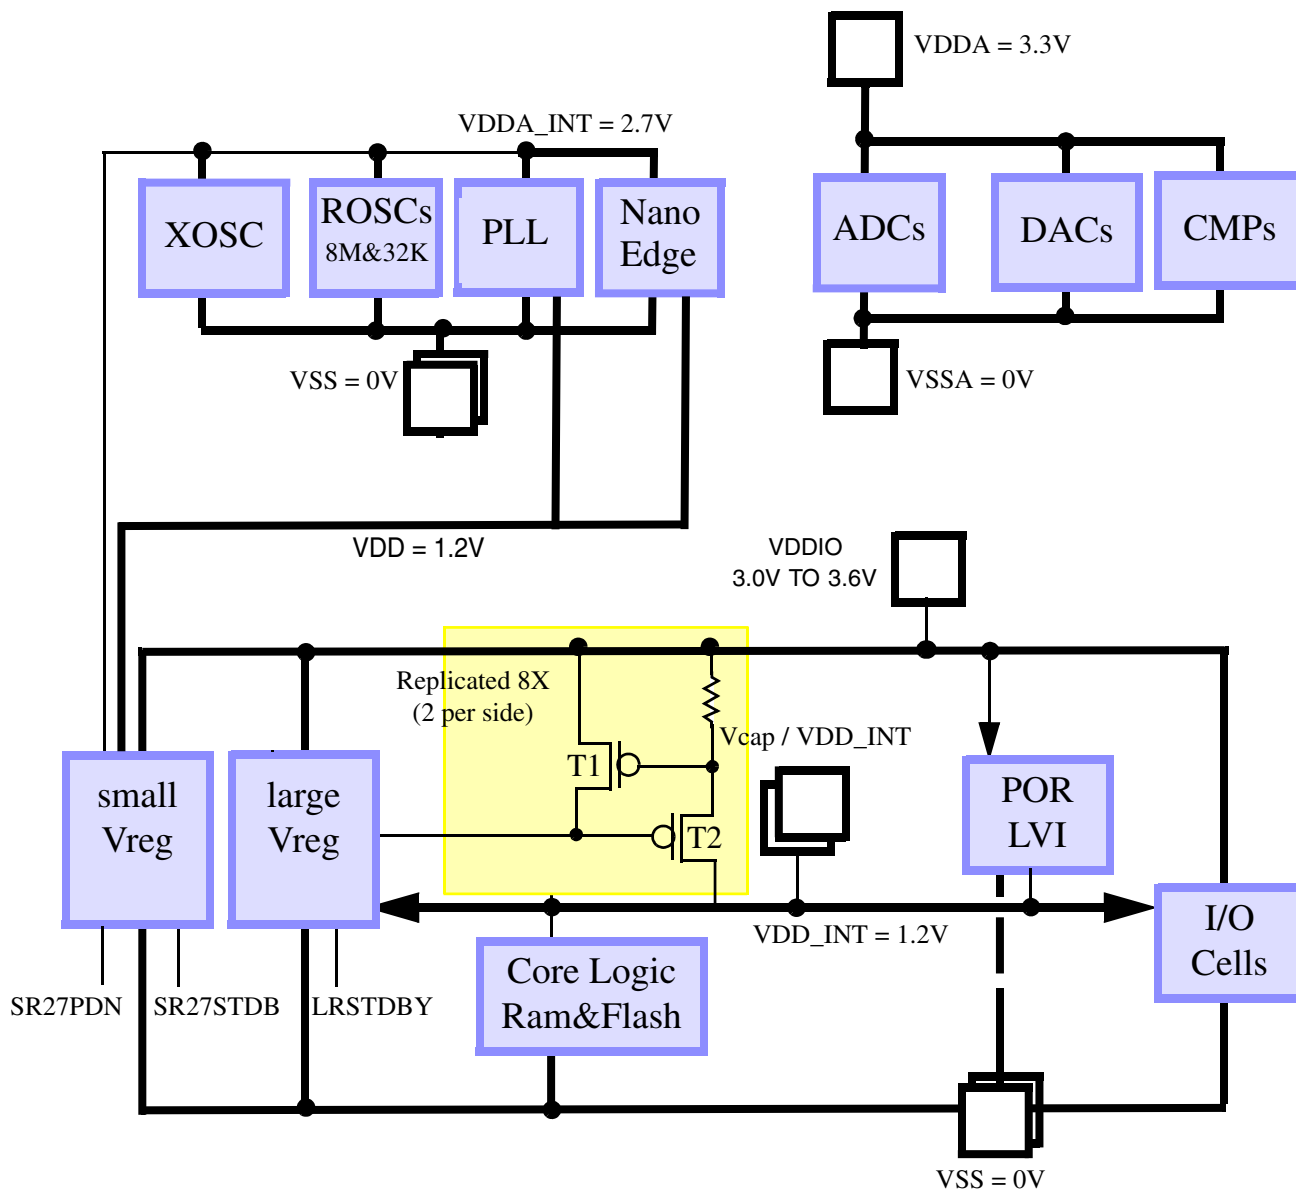 VDDA = 3.3V
VDDA_INT = 2.7V
XOSC
ROSCs
8M&32K
PLL
Nano
Edge
ADCs
DACs
CMPs
VSS = 0V
VSSA = 0V
VDD = 1.2V
VDDIO
3.0V TO 3.6V
Replicated 8X
(2 per side)
Vcap / VDD_INT
T1
T2
small
Vreg
large
Vreg
POR
LVI
VDD_INT = 1.2V
I/O
Cells
Core Logic
Ram&Flash
SR27PDN
SR27STDB
LRSTDBY
VSS = 0V